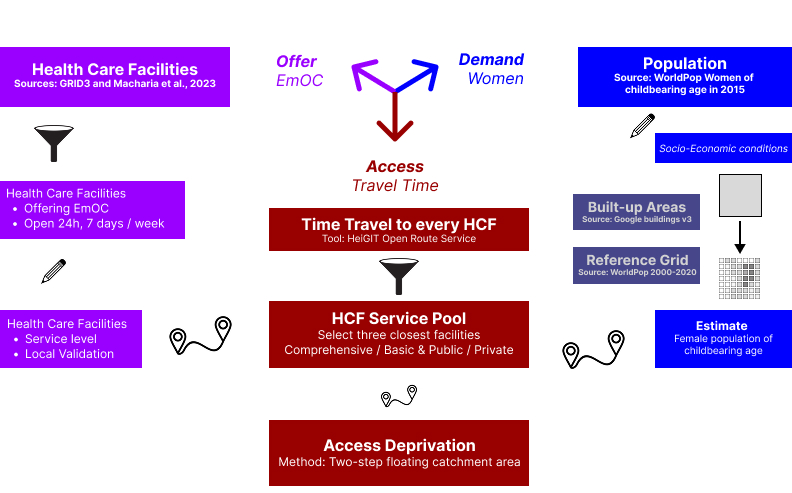 Health Care Facilities
Sources: GRID3 and Macharia et al., 2023
Health Care Facilities
• Offering EmOC
• Open 24h, 7 days / week
Health Care Facilities
• Service level
• Local Validation
Offer
EmOC
Demand
Women
Access
Travel Time
Time Travel to every HCF
Tool: HeiGIT Open Route Service
HCF Service Pool
Select three closest facilities
Comprehensive / Basic & Public / Private
Access Deprivation
Method: Two-step floating catchment area
Population
Source: WorldPop Women of
childbearing age in 2015
Socio-Economic conditions
Built-up Areas
Source: Google buildings v3
Reference Grid
Source: WorldPop 2000-2020
Estimate
Female population of
childbearing age